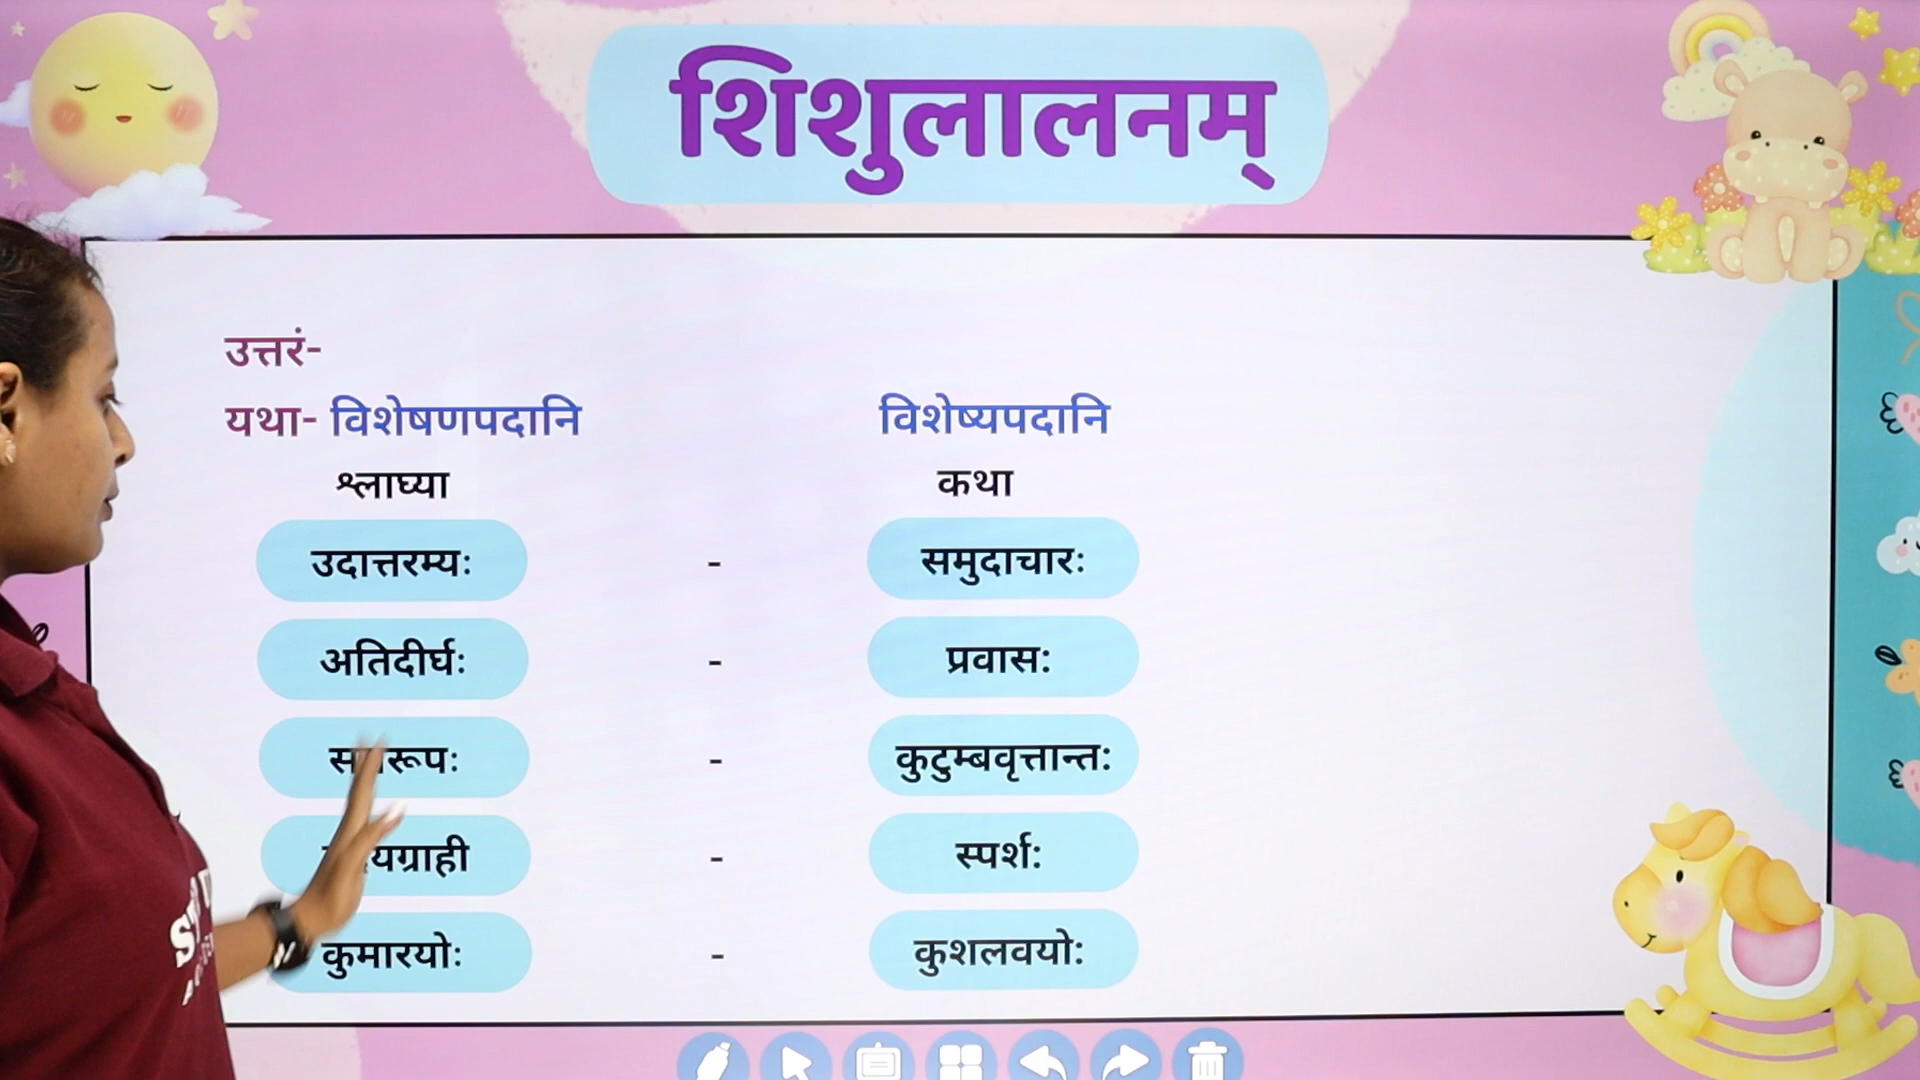 शिशुलालनम्
उत्तरं-
यथा- विशेषणपदानि विशेष्यपदानि
श्लाघ्या कथा
उदात्तरम्यः - समुदाचारः
अतिदीर्घः - प्रवासः
- कुटुम्बवृत्तान्तः
- स्पर्शः
कुमारयोः - कुशलवयोः